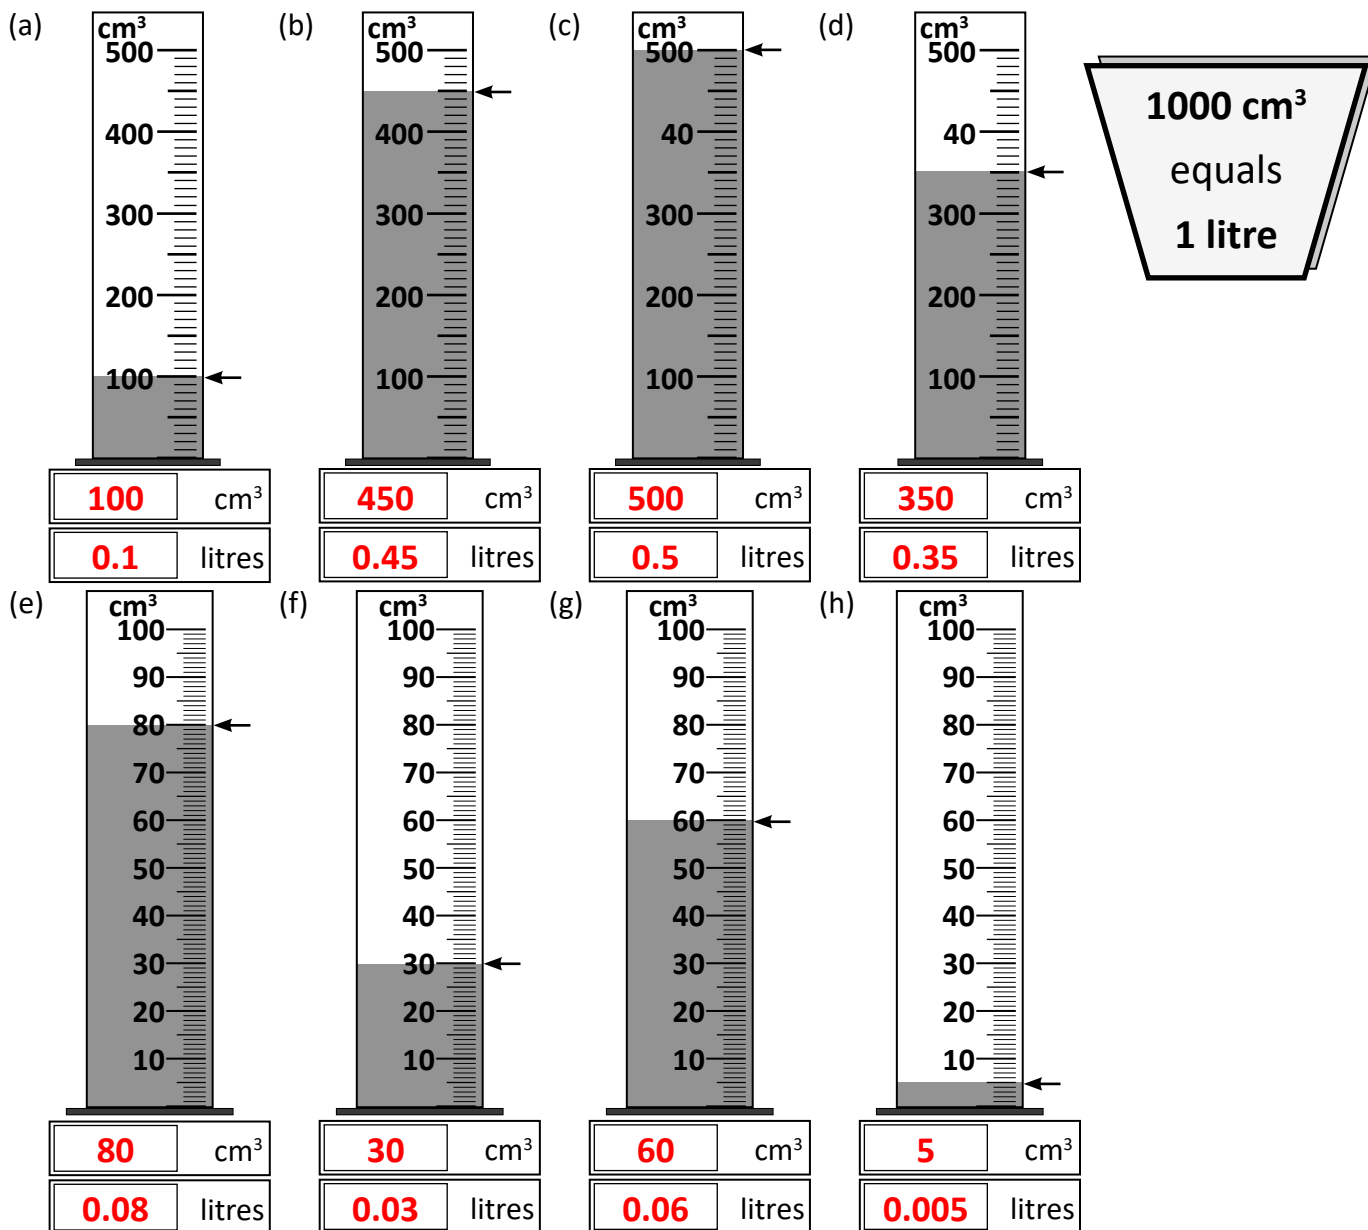 (a)
cm³
500
400
300
200
100
100 cm³
0.1 litres
(b)
cm³
500
400
300
200
100
450 cm³
0.45 litres
(c)
cm³
500
40
300
200
100
500 cm³
0.5 litres
(d)
cm³
500
40
300
200
100
350 cm³
0.35 litres
1000 cm³
equals
1 litre
(e)
cm³
100
90
80
70
60
50
40
30
20
10
80 cm³
0.08 litres
(f)
cm³
100
90
80
70
60
50
40
30
20
10
30 cm³
0.03 litres
(g)
cm³
100
90
80
70
60
50
40
30
20
10
60 cm³
0.06 litres
(h)
cm³
100
90
80
70
60
50
40
30
20
10
5 cm³
0.005 litres